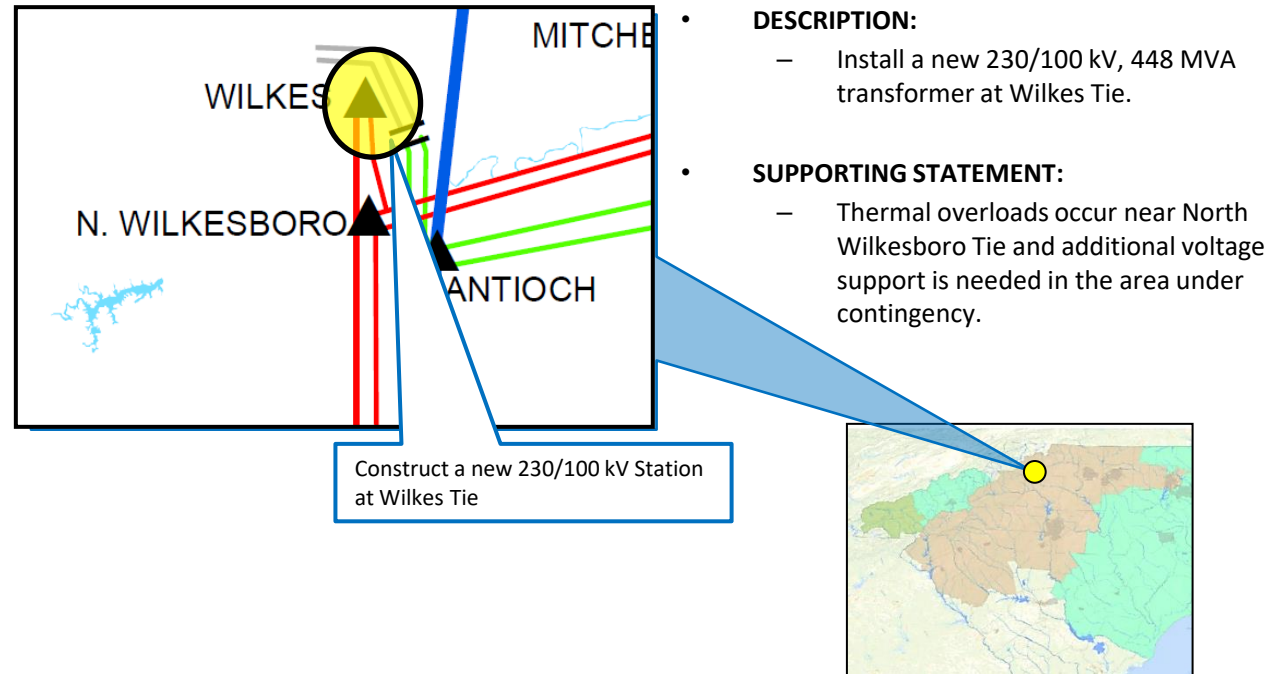 MITCHE
WILKES
N. WILKESBORO
ANTIOCH
Construct a new 230/100 kV Station
at Wilkes Tie
• DESCRIPTION:
– Install a new 230/100 kV, 448 MVA
transformer at Wilkes Tie.
• SUPPORTING STATEMENT:
– Thermal overloads occur near North
Wilkesboro Tie and additional voltage
support is needed in the area under
contingency.